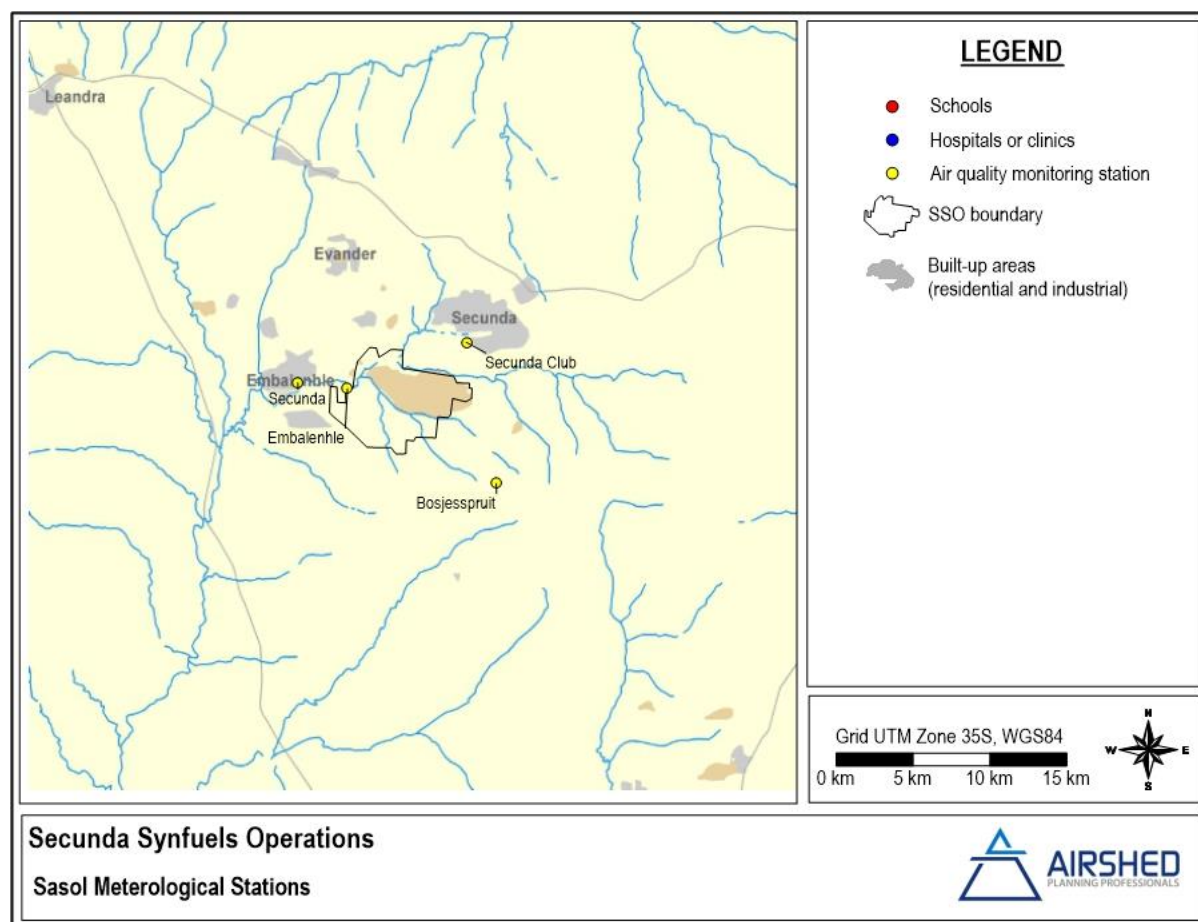 Leandra
Evander
Secunda
Secunda Club
Embalenhle
Secunda
Embalenhle
Bosjesspruit
LEGEND
Schools
Hospitals or clinics
Air quality monitoring station
SSO boundary
Built-up areas
(residential and industrial)
Grid UTM Zone 35S, WGS84
0 km 5 km 10 km 15 km
N
W E
S
Secunda Synfuels Operations
Sasol Meterological Stations
AIRSHED
PLANNING PROFESSIONALS